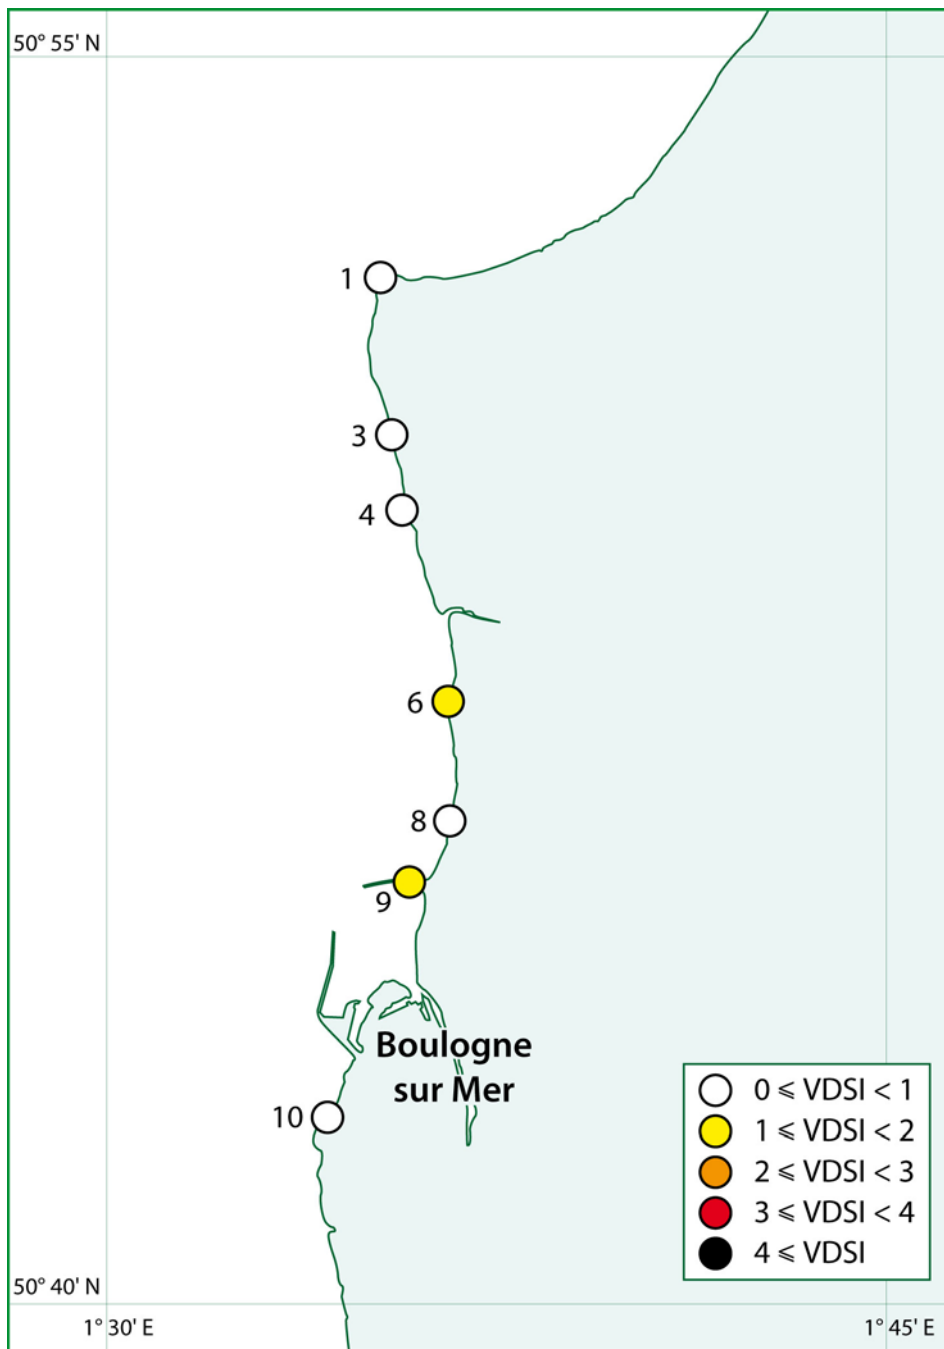 50° 55' N
1
3
4
6
8
9
Boulogne
sur Mer
10
0 ⩽ VDSI < 1
1 ⩽ VDSI < 2
2 ⩽ VDSI < 3
3 ⩽ VDSI < 4
4 ⩽ VDSI
50° 40' N
1° 30' E
1° 45' E